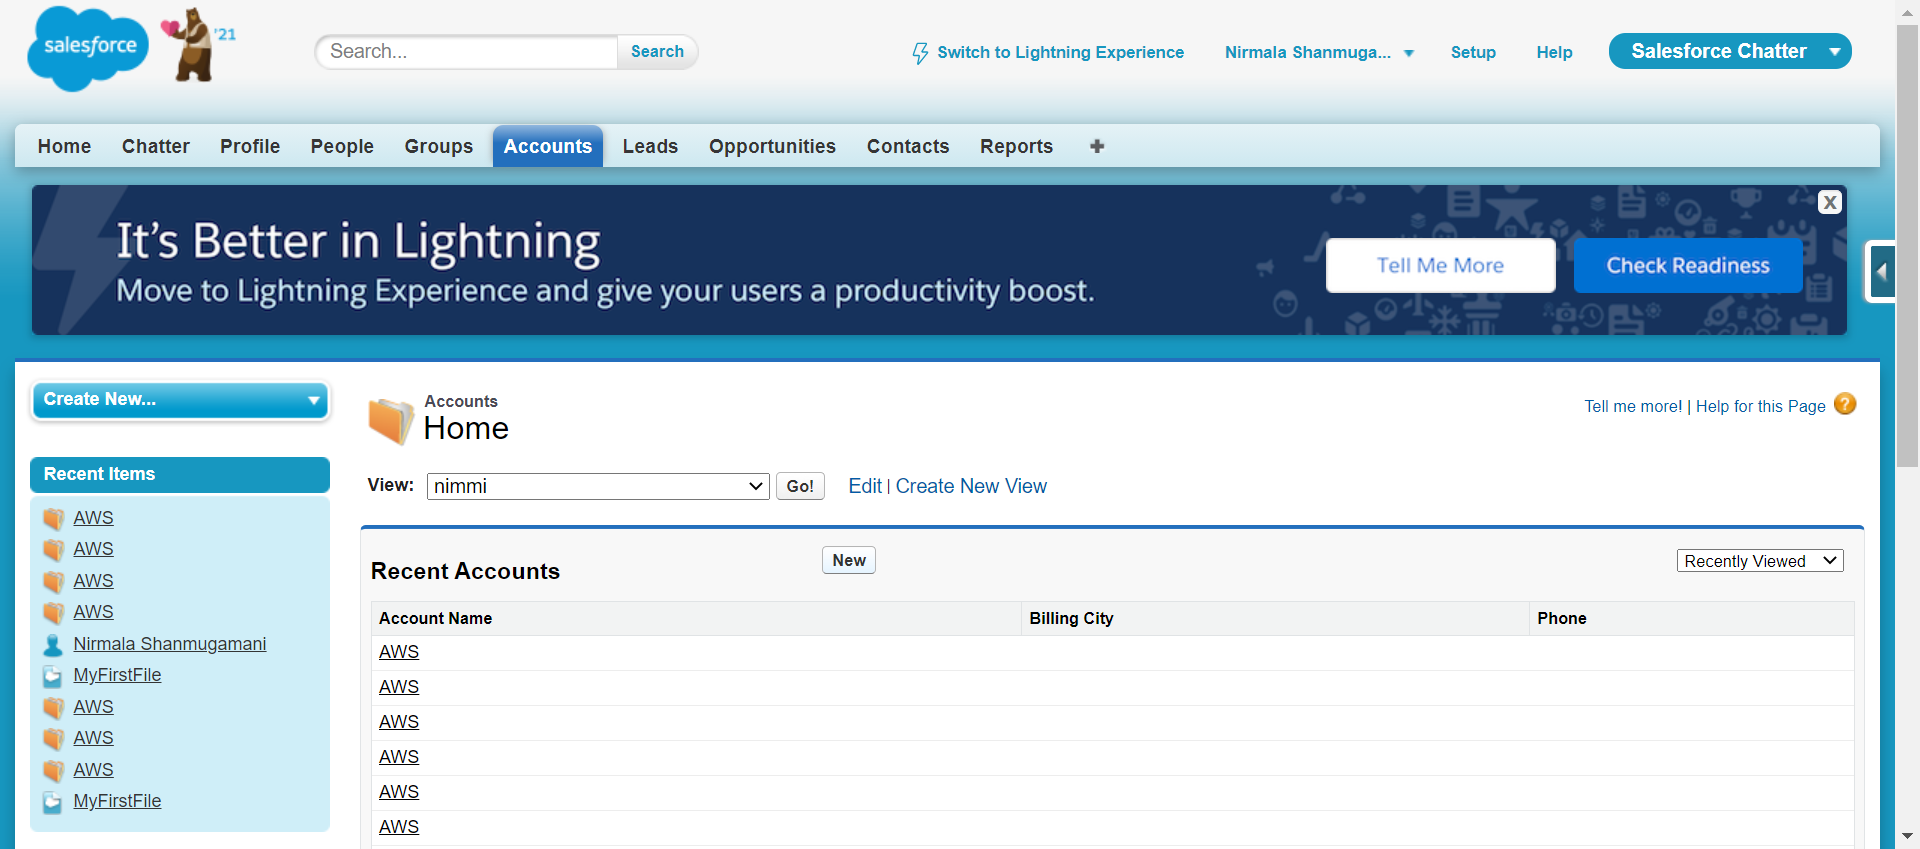 salesforce
'21
Search...
Search
Switch to Lightning Experience
Nirmala Shanmuga...
Setup
Help
Salesforce Chatter
Home
Chatter
Profile
People
Groups
Accounts
Leads
Opportunities
Contacts
Reports
It's Better in Lightning
Move to Lightning Experience and give your users a productivity boost.
Tell Me More
Check Readiness
X
Create New...
Recent Items
AWS
AWS
AWS
AWS
Nirmala Shanmugamani
MyFirstFile
AWS
AWS
AWS
MyFirstFile
Accounts
Home
Tell me more! | Help for this Page
?
View:
nimmi
Go!
Edit | Create New View
Recent Accounts
New
Recently Viewed
Account Name
Billing City
Phone
AWS
AWS
AWS
AWS
AWS
AWS